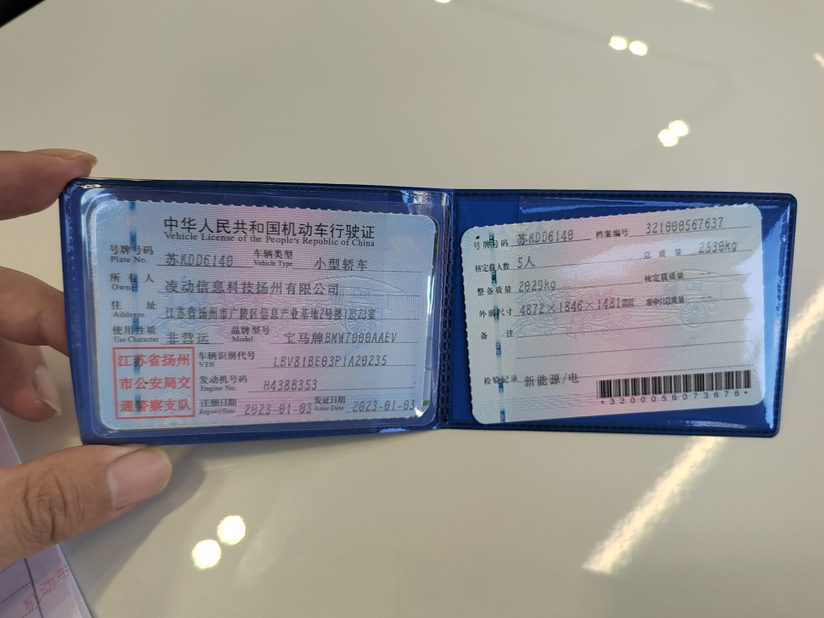 中华人民共和国机动车行驶证
Vehicle License of the People's Republic of China
号牌号码 Plate No. 苏KDD6140 车辆类型 Vehicle Type 小型轿车
所有人 Owner 凌动信息科技扬州有限公司
住址 Address 江苏省扬州市广陵区信息产业基地2号楼1层23室
使用性质 Use Character 非营运 品牌型号 Model 宝马牌BMW7000AAEV
江苏省扬州市公安局交通警察支队
车辆识别代号 VIN LBV81BE03P1A20235
发动机号码 Engine No. H438B353
注册日期 Register Date 2023-01-03 发证日期 Issue Date 2023-01-03
号牌号码 苏KDD6140 档案编号 321000567637
核定载人数 5人 总质量 2530kg
整备质量 2029kg 核定载质量
外廓尺寸 4872×1846×1481mm 准牵引总质量
备注
检验记录 新能源/电
*3200056073676*